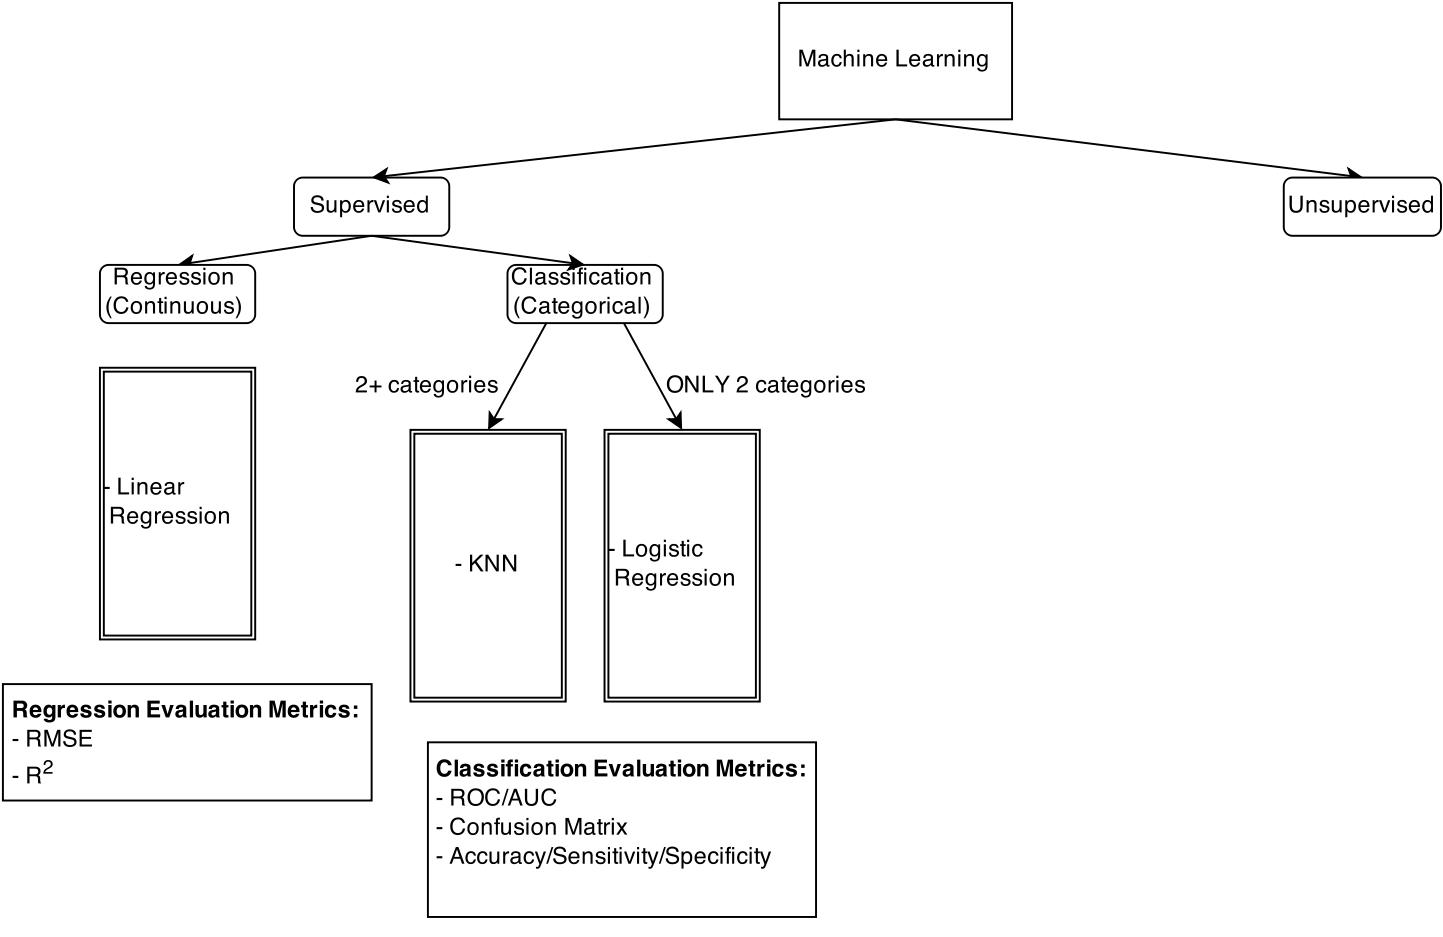 Machine Learning
Supervised
Unsupervised
Regression
(Continuous)
Classification
(Categorical)
2+ categories
ONLY 2 categories
- Linear
Regression
- KNN
- Logistic
Regression
Regression Evaluation Metrics:
- RMSE
- R²
Classification Evaluation Metrics:
- ROC/AUC
- Confusion Matrix
- Accuracy/Sensitivity/Specificity